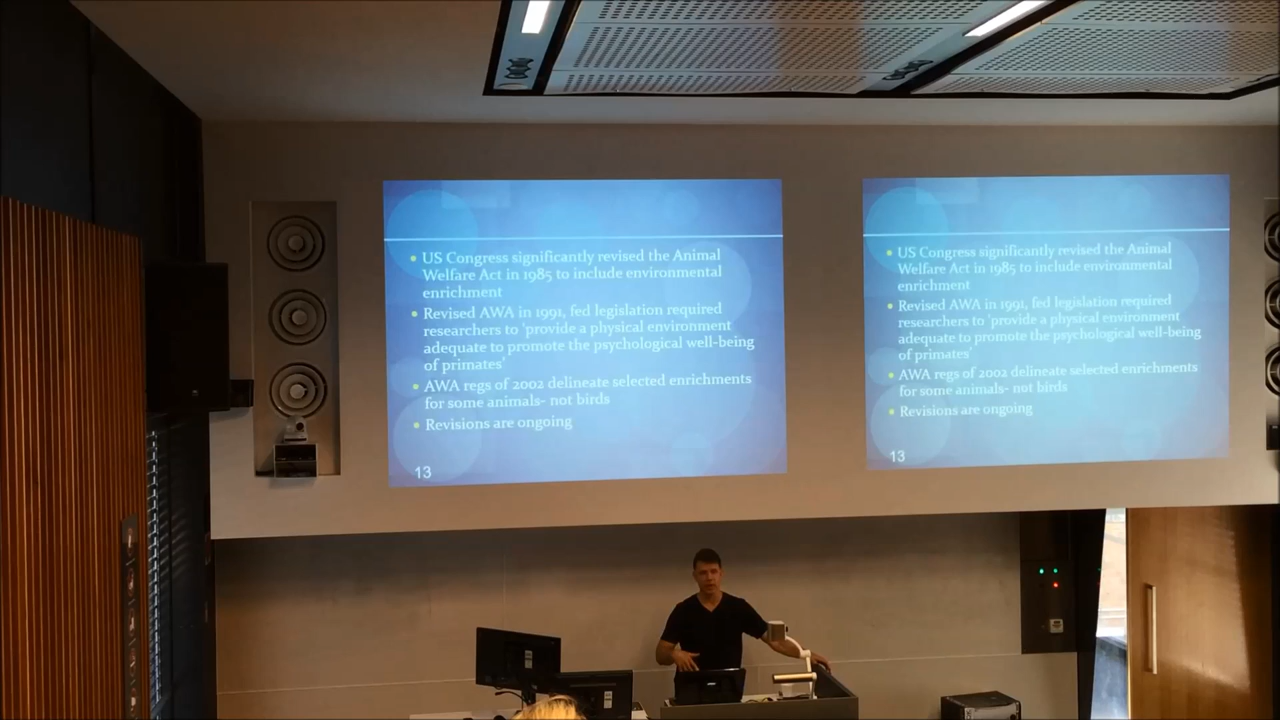 • US Congress significantly revised the Animal
Welfare Act in 1985 to include environmental
enrichment
• Revised AWA in 1991, fed legislation required
researchers to 'provide a physical environment
adequate to promote the psychological well-being
of primates'
• AWA regs of 2002 delineate selected enrichments
for some animals- not birds
• Revisions are ongoing
13
• US Congress significantly revised the Animal
Welfare Act in 1985 to include environmental
enrichment
• Revised AWA in 1991, fed legislation required
researchers to 'provide a physical environment
adequate to promote the psychological well-being
of primates'
• AWA regs of 2002 delineate selected enrichments
for some animals- not birds
• Revisions are ongoing
13